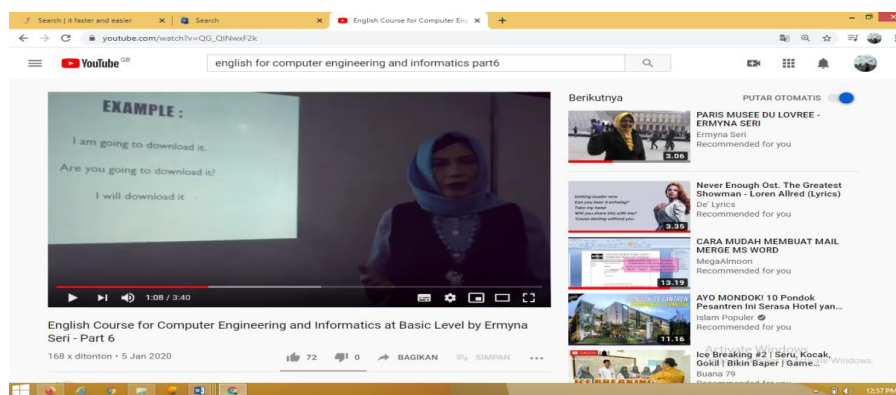 Search | it faster and easier
Search
English Course for Computer Eng
youtube.com/watch?v=QG_QINwxF2k
YouTube GB
english for computer engineering and informatics part6
EXAMPLE :
I am going to download it.
Are you going to download it?
I will download it
1:08 / 3:40
English Course for Computer Engineering and Informatics at Basic Level by Ermyna
Seri - Part 6
168 x ditonton • 5 Jan 2020
72
0
BAGIKAN
SIMPAN
Berikutnya
PUTAR OTOMATIS
PARIS MUSEE DU LOVREE -
ERMYNA SERI
Ermyna Seri
Recommended for you
3.06
Never Enough Ost. The Greatest
Showman - Loren Allred (Lyrics)
De' Lyrics
Recommended for you
3.35
CARA MUDAH MEMBUAT MAIL
MERGE MS WORD
MegaAlmoon
Recommended for you
13.19
AYO MONDOK! 10 Pondok
Pesantren Ini Serasa Hotel yan...
Islam Populer
Recommended for you
11.16
Activate Windows
Ice Breaking #2 | Seru, Kocak,
Gokil | Bikin Baper | Game...
Buana 79
12:57 PM